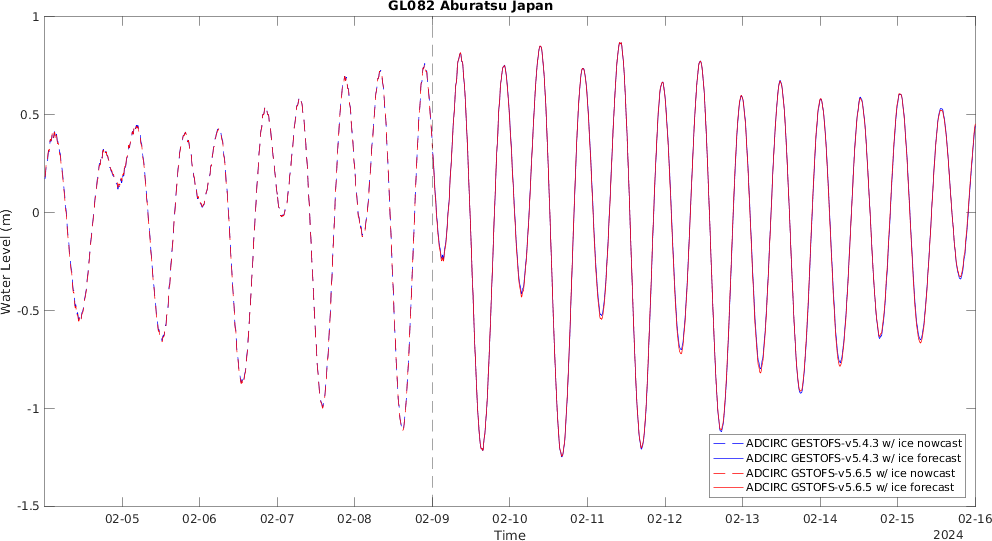 GL082 Aburatsu Japan
1
0.5
0
-0.5
-1
-1.5
Water Level (m)
02-05 02-06 02-07 02-08 02-09 02-10 02-11 02-12 02-13 02-14 02-15 02-16
Time
2024
ADCIRC GESTOFS-v5.4.3 w/ ice nowcast
ADCIRC GESTOFS-v5.4.3 w/ ice forecast
ADCIRC GSTOFS-v5.6.5 w/ ice nowcast
ADCIRC GSTOFS-v5.6.5 w/ ice forecast